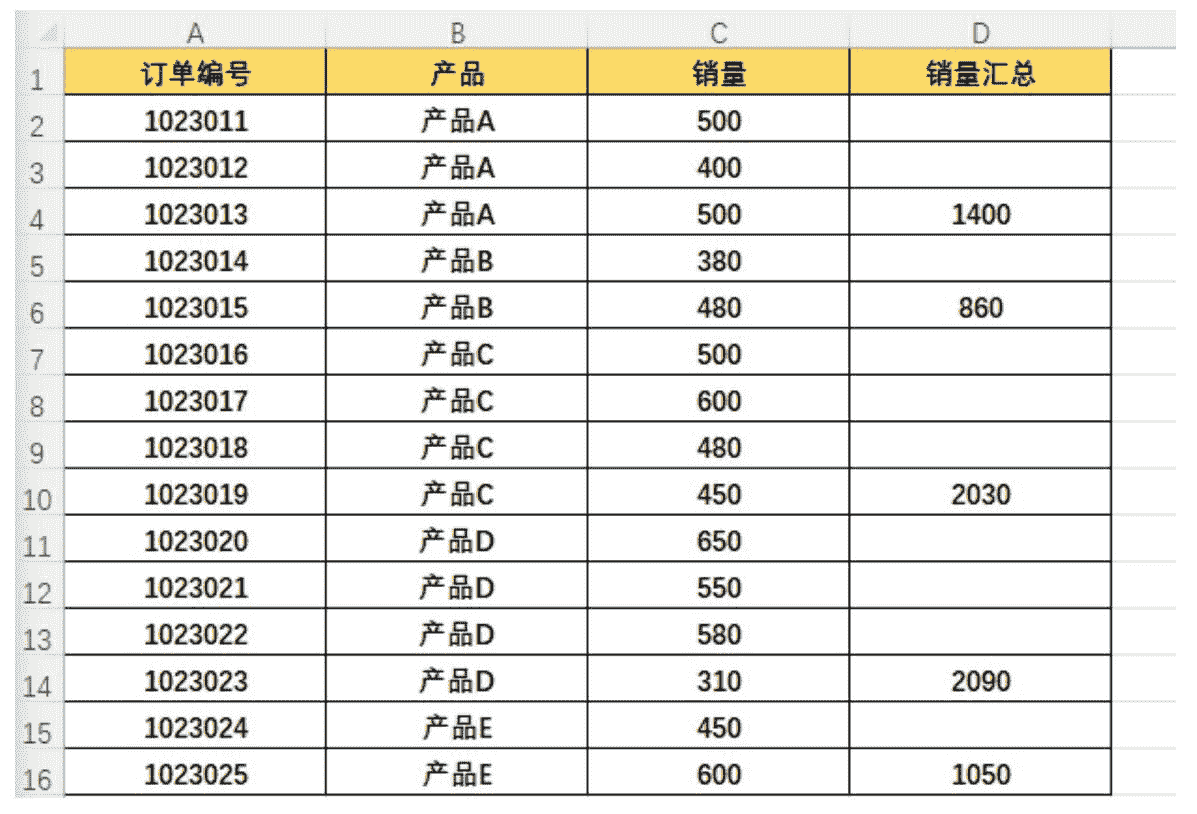 A B C D
1 订单编号 产品 销量 销量汇总
2 1023011 产品A 500
3 1023012 产品A 400
4 1023013 产品A 500 1400
5 1023014 产品B 380
6 1023015 产品B 480 860
7 1023016 产品C 500
8 1023017 产品C 600
9 1023018 产品C 480
10 1023019 产品C 450 2030
11 1023020 产品D 650
12 1023021 产品D 550
13 1023022 产品D 580
14 1023023 产品D 310 2090
15 1023024 产品E 450
16 1023025 产品E 600 1050